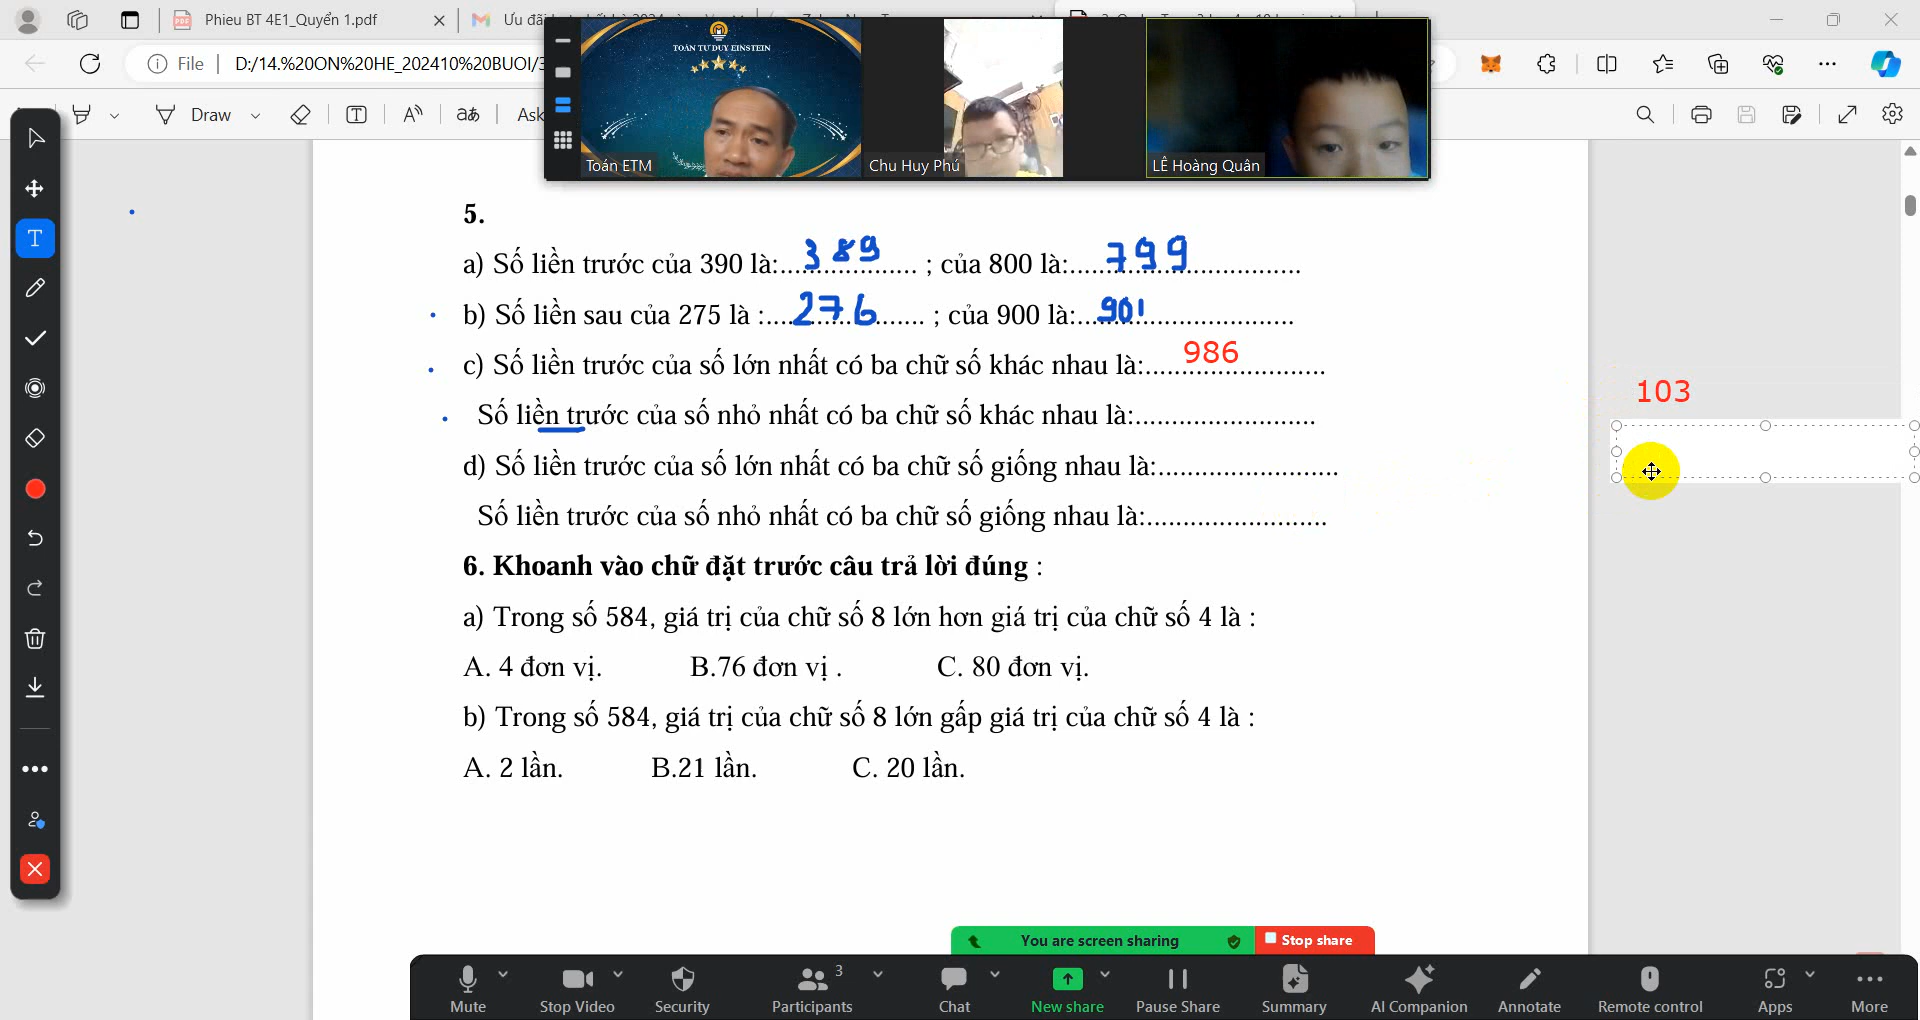 Phieu BT 4E1_Quyển 1.pdf
File
D:/14.%20ON%20HE_202410%20BUOI/3
Draw
Ask
TOÁN TƯ DUY EINSTEIN
Toán ETM
Chu Huy Phú
LÊ Hoàng Quân
5.
a) Số liền trước của 390 là:.... 389 ........ ; của 800 là:.... 799 ................
b) Số liền sau của 275 là :.... 276 ....... ; của 900 là:... 901 ....................
c) Số liền trước của số lớn nhất có ba chữ số khác nhau là:..... 986 ............
103
Số liền trước của số nhỏ nhất có ba chữ số khác nhau là:.........................
d) Số liền trước của số lớn nhất có ba chữ số giống nhau là:.........................
Số liền trước của số nhỏ nhất có ba chữ số giống nhau là:.........................
6. Khoanh vào chữ đặt trước câu trả lời đúng :
a) Trong số 584, giá trị của chữ số 8 lớn hơn giá trị của chữ số 4 là :
A. 4 đơn vị. B.76 đơn vị . C. 80 đơn vị.
b) Trong số 584, giá trị của chữ số 8 lớn gấp giá trị của chữ số 4 là :
A. 2 lần. B.21 lần. C. 20 lần.
You are screen sharing
Stop share
3
Mute
Stop Video
Security
Participants
Chat
New share
Pause Share
Summary
AI Companion
Annotate
Remote control
Apps
More